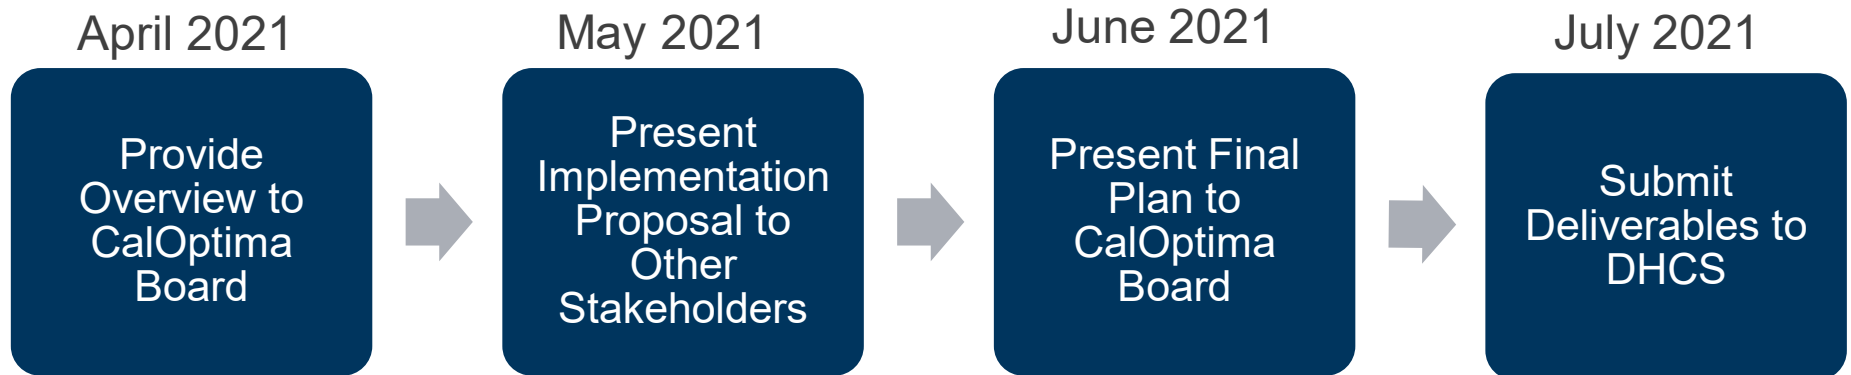 April 2021
Provide
Overview to
CalOptima
Board
May 2021
Present
Implementation
Proposal to
Other
Stakeholders
June 2021
Present Final
Plan to
CalOptima
Board
July 2021
Submit
Deliverables to
DHCS